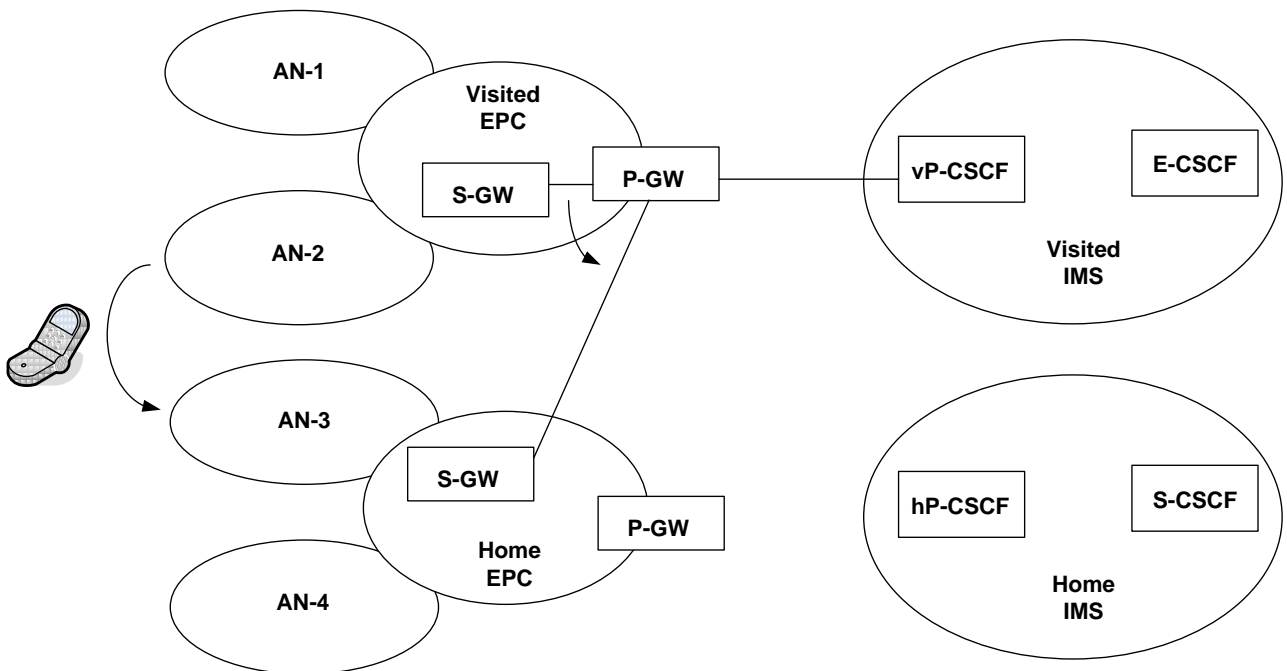 AN-1
Visited
EPC
S-GW
P-GW
vP-CSCF
E-CSCF
Visited
IMS
AN-2
AN-3
S-GW
P-GW
Home
EPC
AN-4
hP-CSCF
S-CSCF
Home
IMS